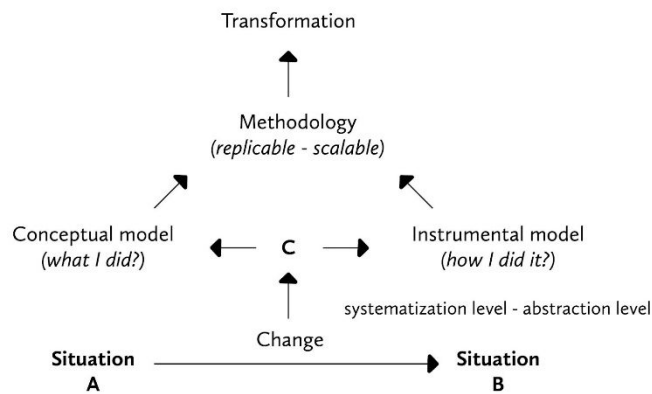 Transformation
Methodology
(replicable - scalable)
Conceptual model
(what I did?)
C
Instrumental model
(how I did it?)
systematization level - abstraction level
Change
Situation
A
Situation
B